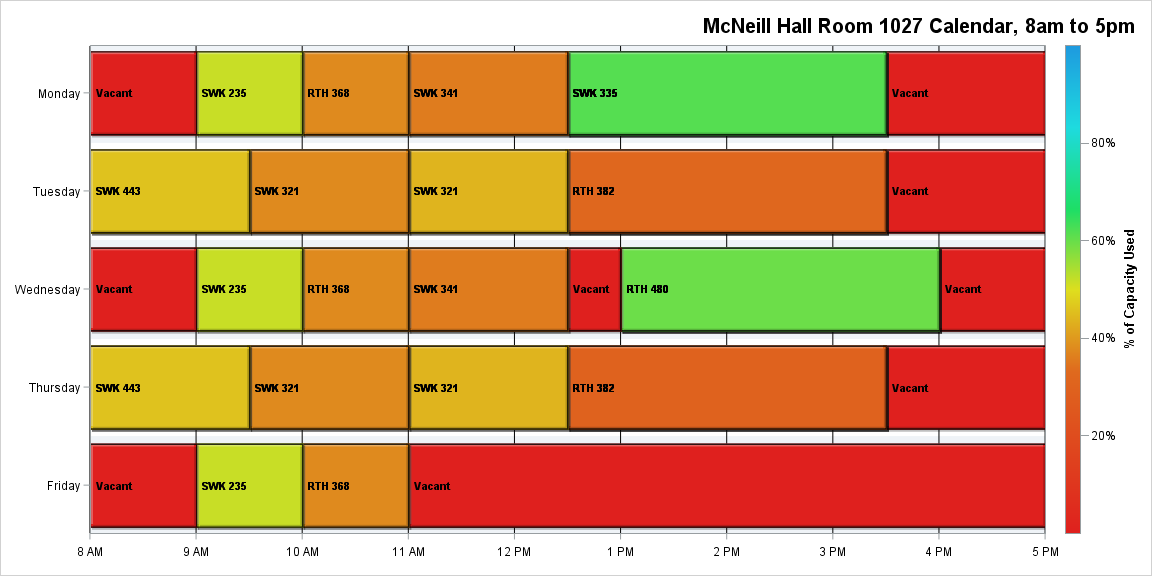 McNeill Hall Room 1027 Calendar, 8am to 5pm
Monday
Vacant
SWK 235
RTH 368
SWK 341
SWK 335
Vacant
Tuesday
SWK 443
SWK 321
SWK 321
RTH 382
Vacant
Wednesday
Vacant
SWK 235
RTH 368
SWK 341
Vacant
RTH 480
Vacant
Thursday
SWK 443
SWK 321
SWK 321
RTH 382
Vacant
Friday
Vacant
SWK 235
RTH 368
Vacant
8 AM
9 AM
10 AM
11 AM
12 PM
1 PM
2 PM
3 PM
4 PM
5 PM
80%
60%
40%
20%
% of Capacity Used